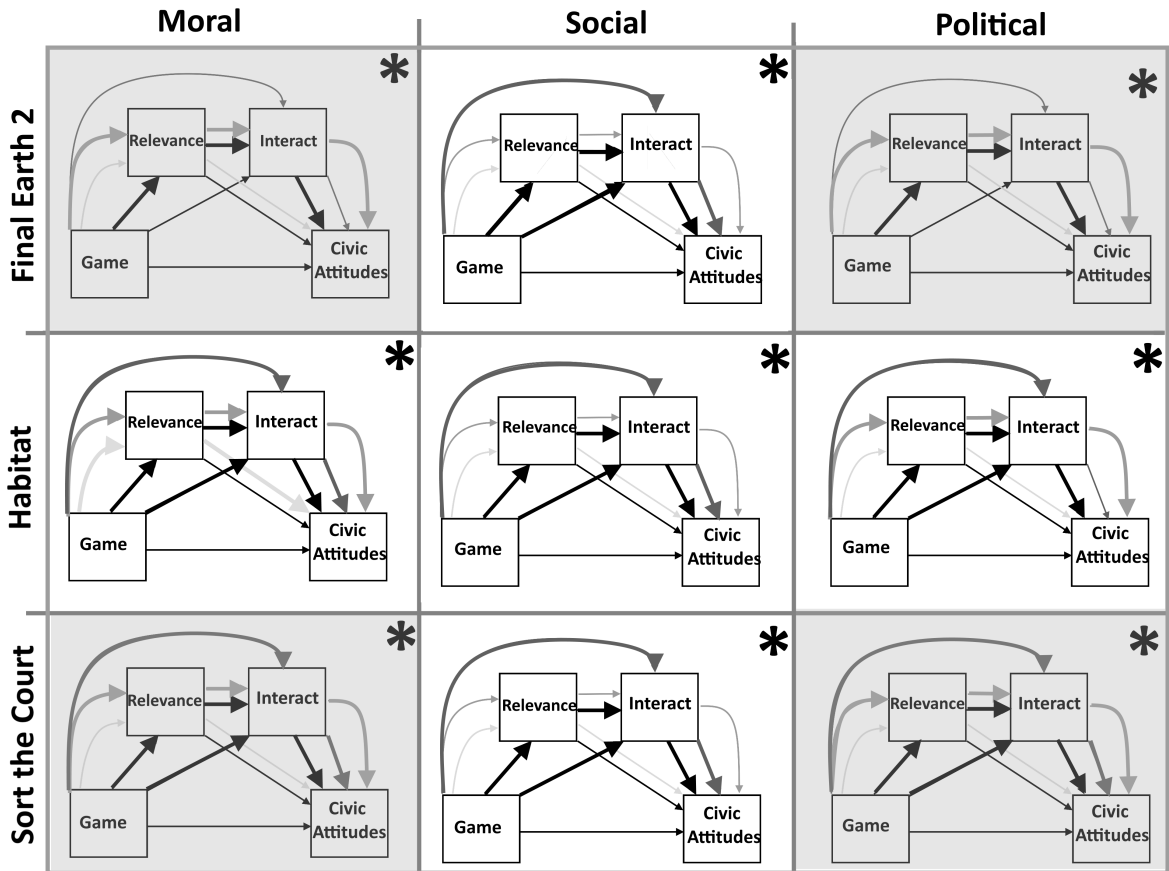 Moral
Social
Political
Final Earth 2
*
Relevance
Interact
Game
Civic
Attitudes
*
Relevance
Interact
Game
Civic
Attitudes
*
Relevance
Interact
Game
Civic
Attitudes
Habitat
*
Relevance
Interact
Game
Civic
Attitudes
*
Relevance
Interact
Game
Civic
Attitudes
*
Relevance
Interact
Game
Civic
Attitudes
Sort the Court
*
Relevance
Interact
Game
Civic
Attitudes
*
Relevance
Interact
Game
Civic
Attitudes
*
Relevance
Interact
Game
Civic
Attitudes